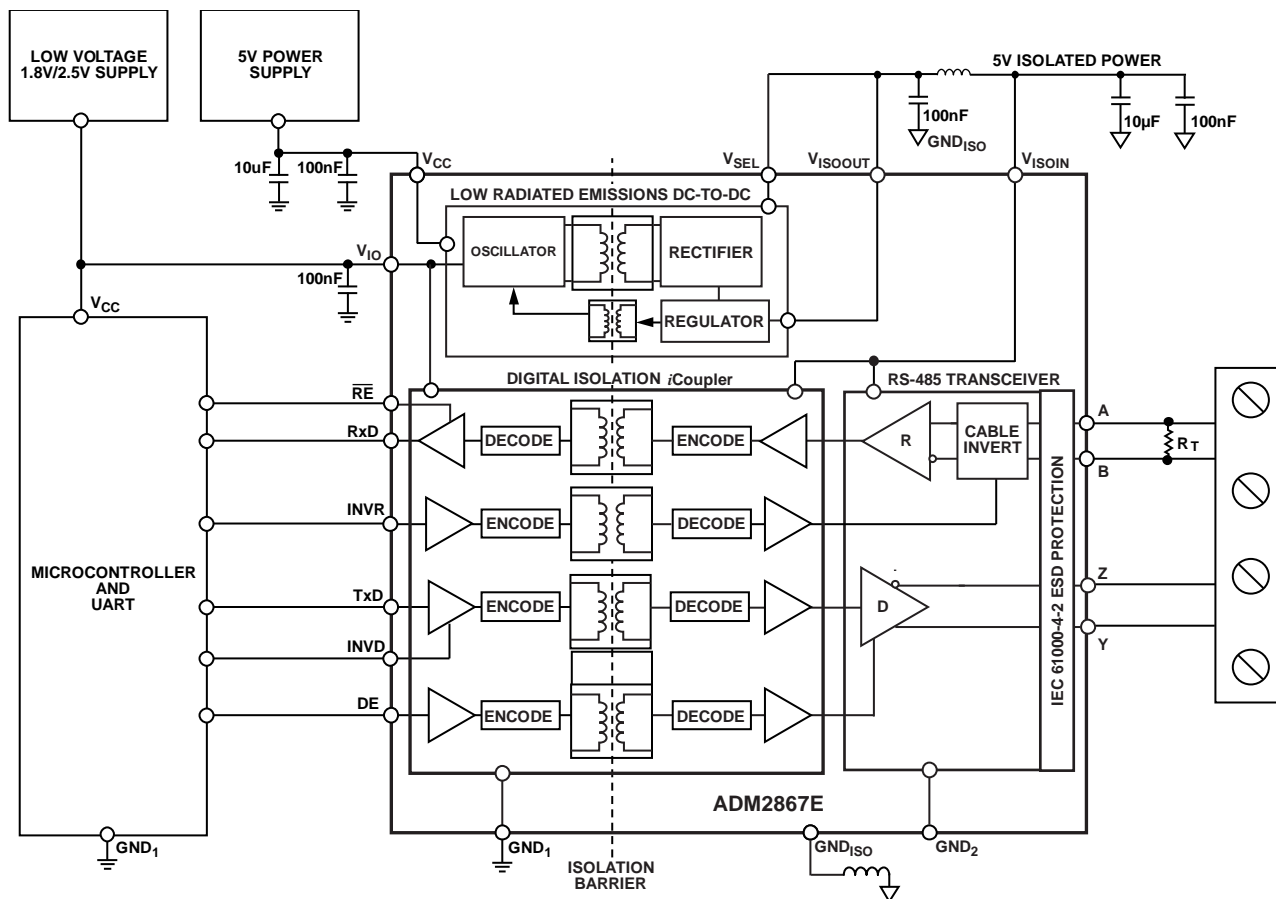 LOW VOLTAGE
1.8V/2.5V SUPPLY
5V POWER
SUPPLY
5V ISOLATED POWER
100nF
10µF
100nF
GNDISO
10uF
100nF
VCC
VSEL
VISOOUT
VISOIN
LOW RADIATED EMISSIONS DC-TO-DC
OSCILLATOR
RECTIFIER
VIO
100nF
REGULATOR
VCC
DIGITAL ISOLATION iCoupler
RS-485 TRANSCEIVER
RE
RxD
DECODE
ENCODE
R
CABLE
INVERT
A
RT
B
INVR
ENCODE
DECODE
MICROCONTROLLER
AND
UART
TxD
ENCODE
DECODE
D
Z
Y
INVD
IEC 61000-4-2 ESD PROTECTION
DE
ENCODE
DECODE
ADM2867E
GND1
GND1
GNDISO
GND2
ISOLATION
BARRIER